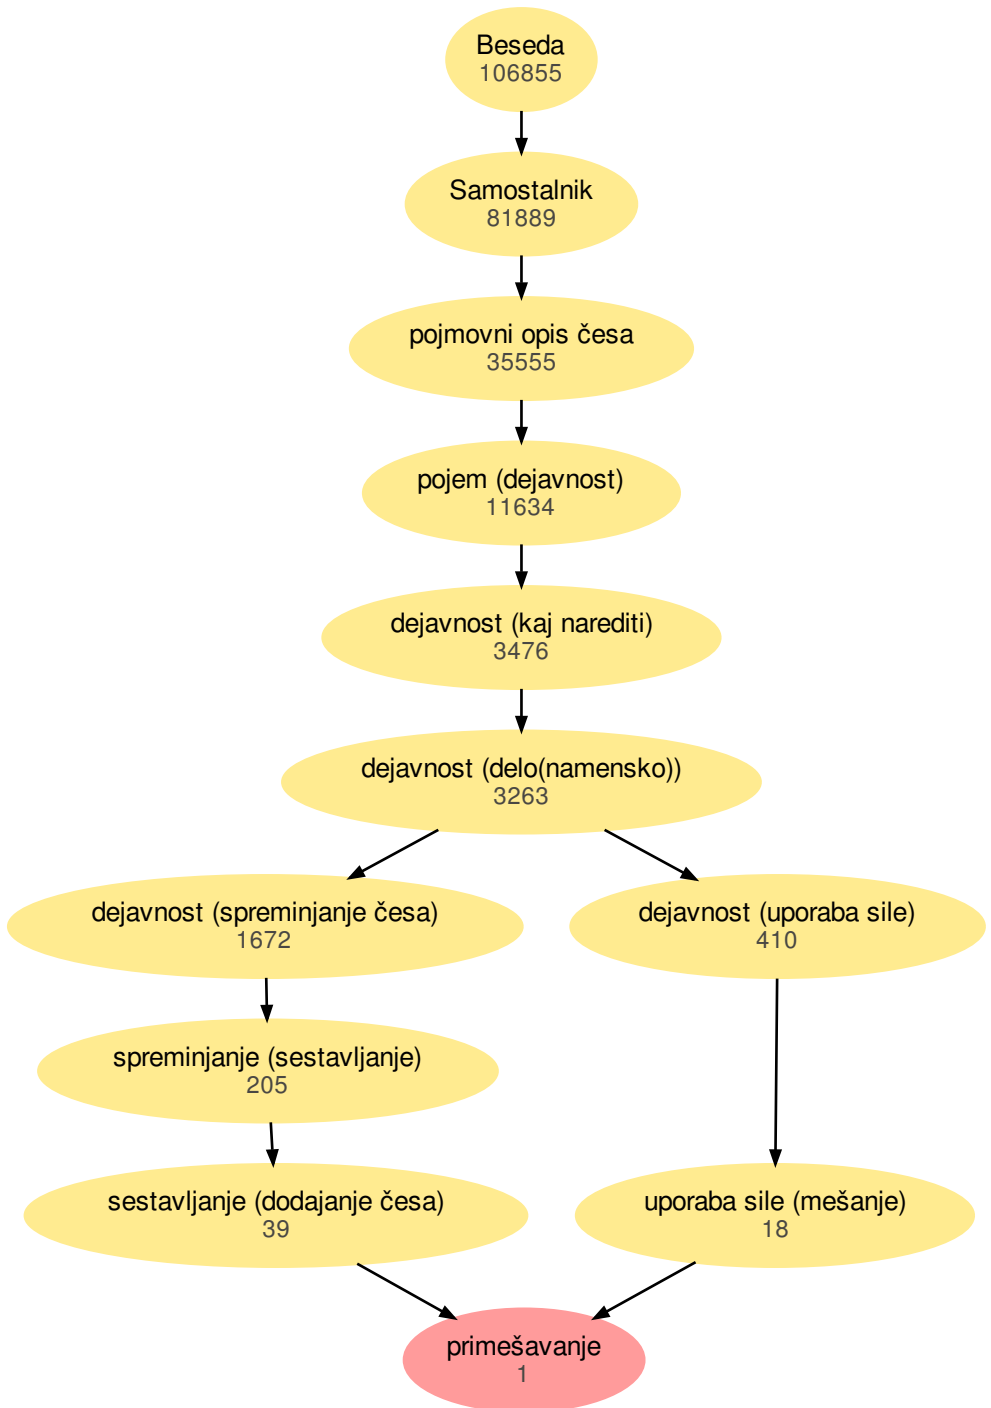 Beseda
106855
Samostalnik
81889
pojmovni opis česa
35555
pojem (dejavnost)
11634
dejavnost (kaj narediti)
3476
dejavnost (delo(namensko))
3263
dejavnost (spreminjanje česa)
1672
dejavnost (uporaba sile)
410
spreminjanje (sestavljanje)
205
sestavljanje (dodajanje česa)
39
uporaba sile (mešanje)
18
primešavanje
1